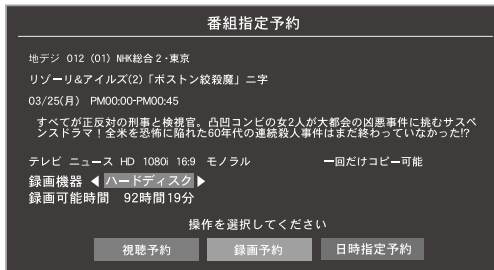 番組指定予約
地デジ 012 (01) NHK総合2・東京
リゾーリ&アイルズ(2)「ボストン絞殺魔」ニ字
03/25(月) PM00:00-PM00:45
すべてが正反対の刑事と検視官。凸凹コンビの女2人が大都会の凶悪事件に挑むサスペ
ンスドラマ！全米を恐怖に陥れた60年代の連続殺人事件はまだ終わっていなかった!?
テレビ ニュース HD 1080i 16:9 モノラル 一回だけコピー可能
録画機器 ◀ ハードディスク ▶
録画可能時間 92時間19分
操作を選択してください
視聴予約 録画予約 日時指定予約